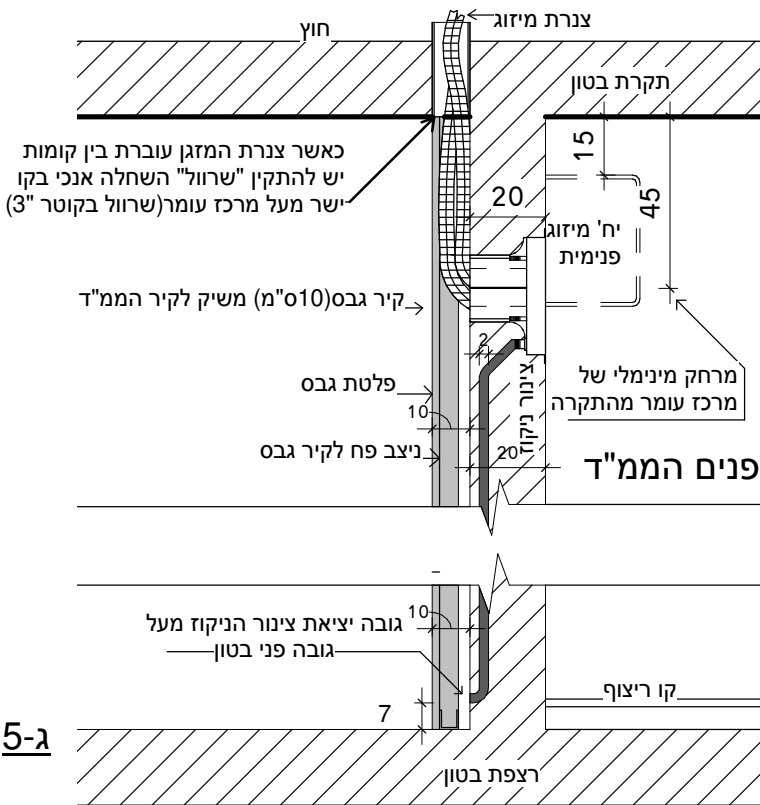 צנרת מיזוג
חוץ
תקרת בטון
כאשר צנרת המזגן עוברת בין קומות
יש להתקין "שרוול" השחלה אנכי בקו
ישר מעל מרכז עומר(שרוול בקוטר "3)
15
45
20
יח' מיזוג
פנימית
קיר גבס(10ס"מ) משיק לקיר הממ"ד
2
צינור ניקוז
מרחק מינימלי של
מרכז עומר מהתקרה
פלטת גבס
10
ניצב פח לקיר גבס
20
פנים הממ"ד
10
גובה יציאת צינור הניקוז מעל
גובה פני בטון
קו ריצוף
7
ג-5
רצפת בטון